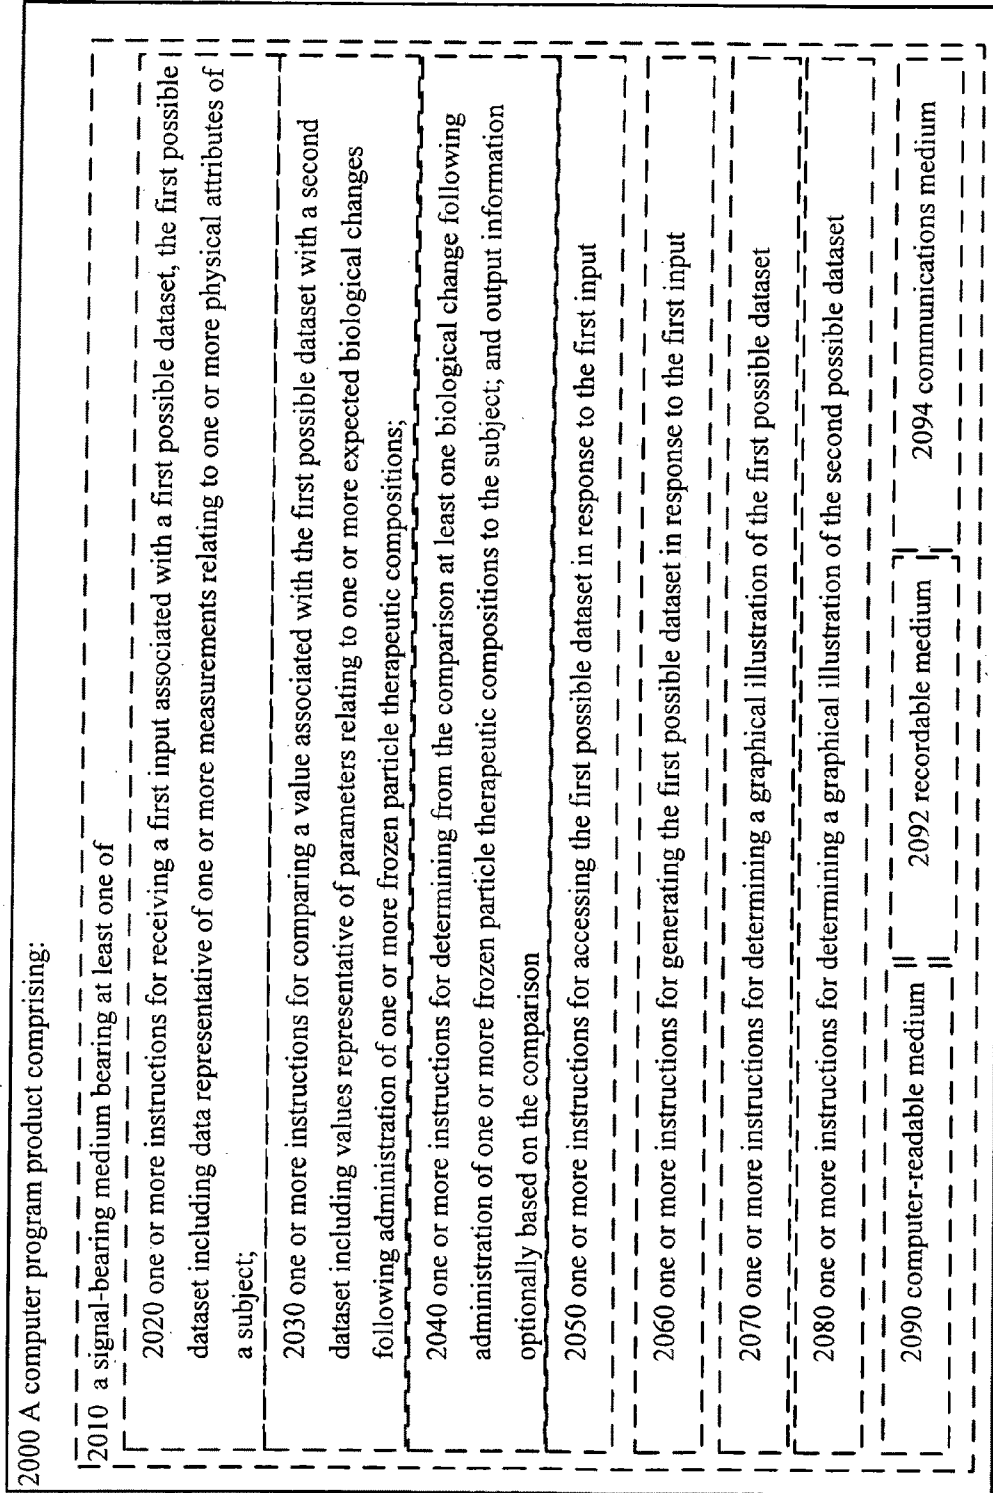 2000 A computer program product comprising:
2010 a signal-bearing medium bearing at least one of
2020 one or more instructions for receiving a first input associated with a first possible dataset, the first possible
dataset including data representative of one or more measurements relating to one or more physical attributes of
a subject;
2030 one or more instructions for comparing a value associated with the first possible dataset with a second
dataset including values representative of parameters relating to one or more expected biological changes
following administration of one or more frozen particle therapeutic compositions;
2040 one or more instructions for determining from the comparison at least one biological change following
administration of one or more frozen particle therapeutic compositions to the subject; and output information
optionally based on the comparison
2050 one or more instructions for accessing the first possible dataset in response to the first input
2060 one or more instructions for generating the first possible dataset in response to the first input
2070 one or more instructions for determining a graphical illustration of the first possible dataset
2080 one or more instructions for determining a graphical illustration of the second possible dataset
2090 computer-readable medium
2092 recordable medium
2094 communications medium